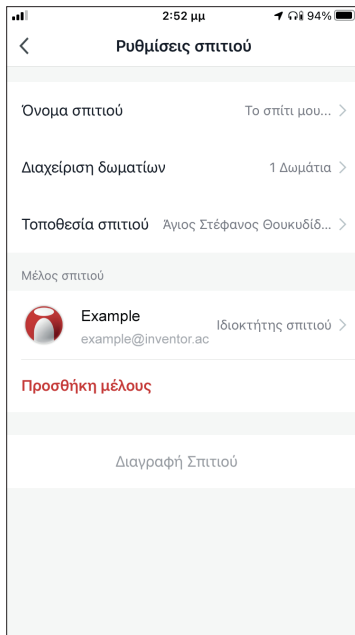 2:52 μμ
94%
Ρυθμίσεις σπιτιού
Όνομα σπιτιού Το σπίτι μου...
Διαχείριση δωματίων 1 Δωμάτια
Τοποθεσία σπιτιού Άγιος Στέφανος Θουκυδίδ...
Μέλος σπιτιού
Example
Ιδιοκτήτης σπιτιού
example@inventor.ac
Προσθήκη μέλους
Διαγραφή Σπιτιού